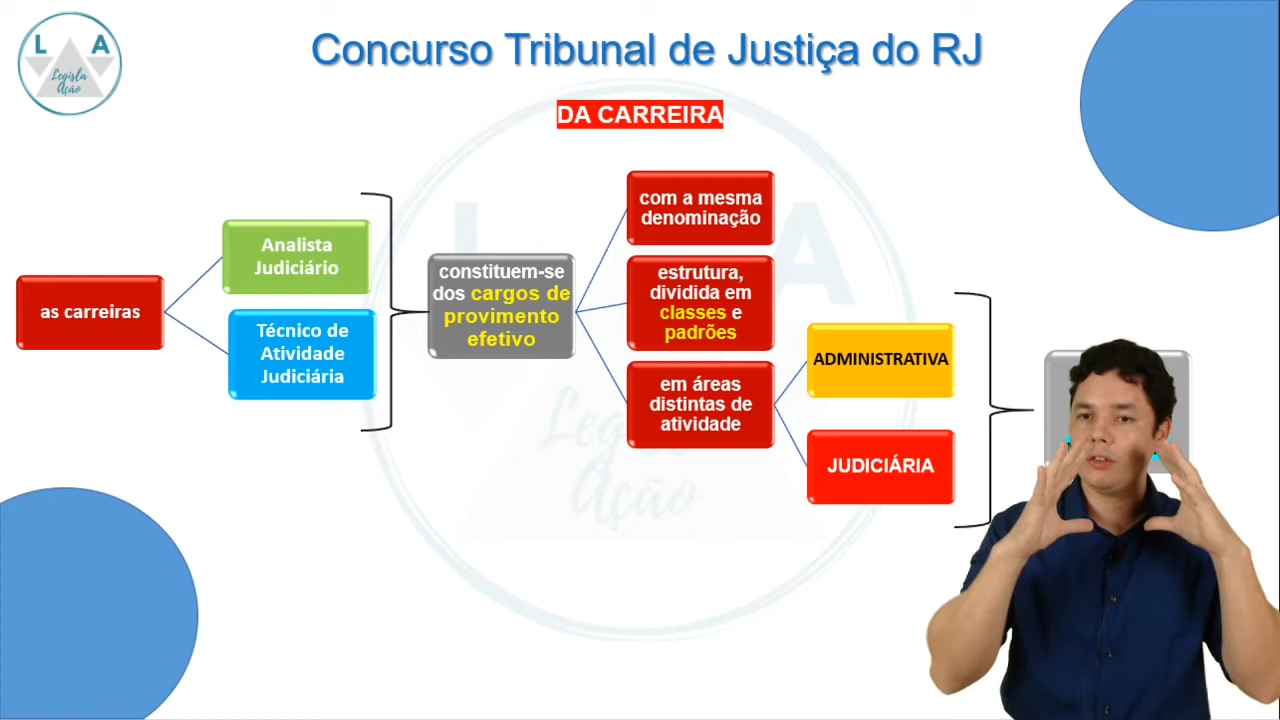 L A
Legisla
Ação
Concurso Tribunal de Justiça do RJ
DA CARREIRA
as carreiras
Analista
Judiciário
Técnico de
Atividade
Judiciária
constituem-se
dos cargos de
provimento
efetivo
com a mesma
denominação
estrutura,
dividida em
classes e
padrões
em áreas
distintas de
atividade
ADMINISTRATIVA
JUDICIÁRIA
L A
Legisla
Ação